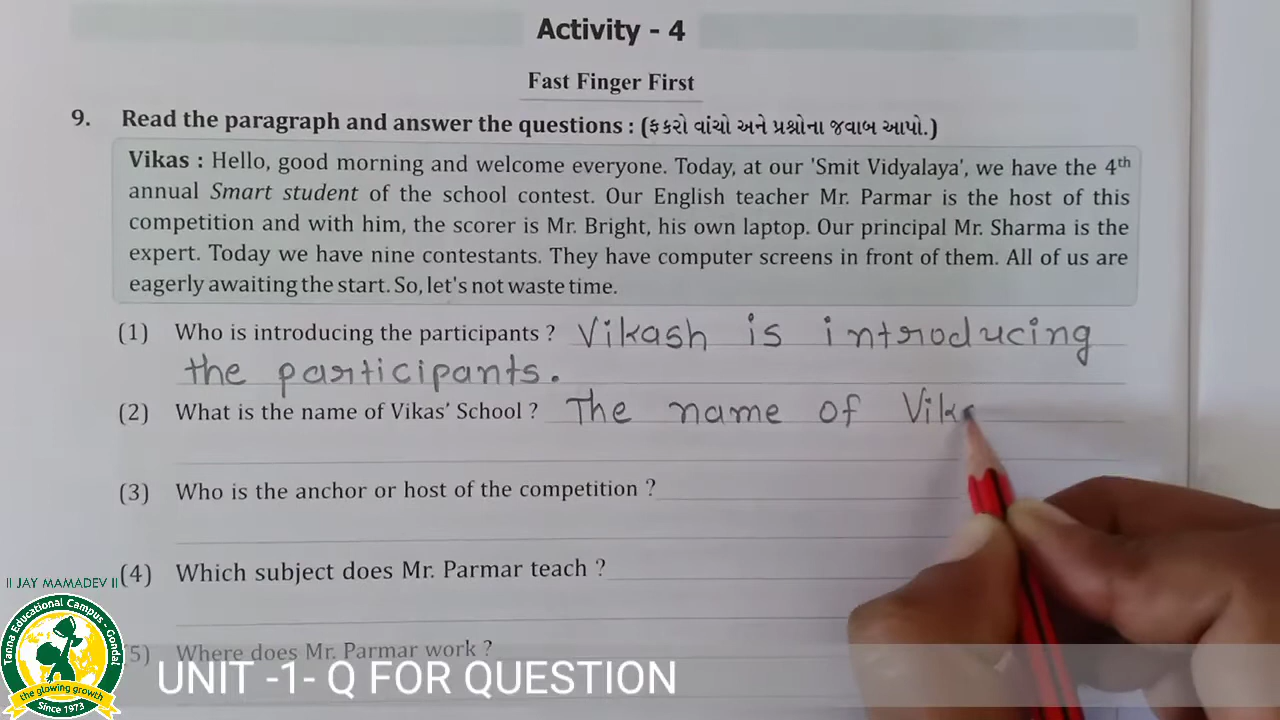 Activity - 4
Fast Finger First
9. Read the paragraph and answer the questions : (ફકરો વાંચો અને પ્રશ્નોના જવાબ આપો.)
Vikas : Hello, good morning and welcome everyone. Today, at our 'Smit Vidyalaya', we have the 4th
annual Smart student of the school contest. Our English teacher Mr. Parmar is the host of this
competition and with him, the scorer is Mr. Bright, his own laptop. Our principal Mr. Sharma is the
expert. Today we have nine contestants. They have computer screens in front of them. All of us are
eagerly awaiting the start. So, let's not waste time.
(1) Who is introducing the participants ? Vikash is introducing
the participants.
(2) What is the name of Vikas' School ? The name of Vika
(3) Who is the anchor or host of the competition ?
(4) Which subject does Mr. Parmar teach ?
(5) Where does Mr. Parmar work ?
|| JAY MAMADEV ||
Tanna Educational Campus - Gondal
the glowing growth
Since 1973
UNIT -1- Q FOR QUESTION